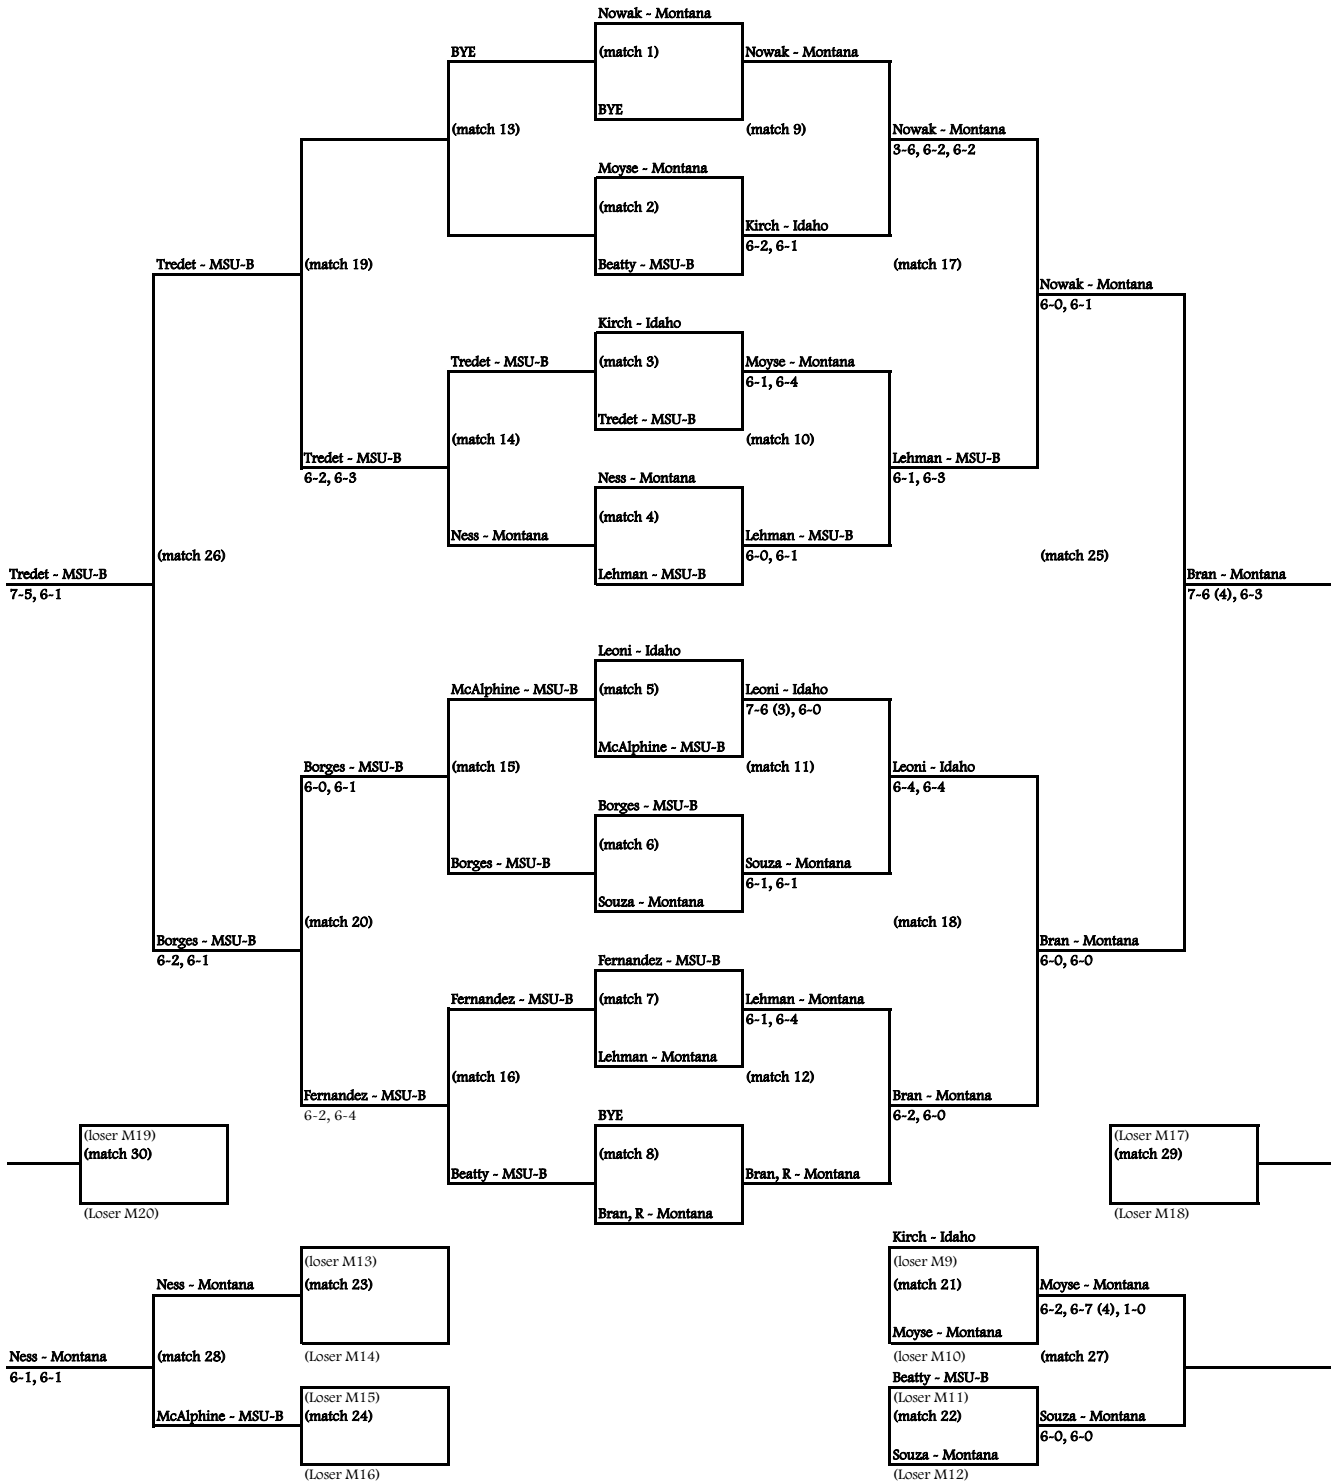 Nowak - Montana
BYE
(match 1)
Nowak - Montana
BYE
(match 13)
(match 9)
Nowak - Montana
3-6, 6-2, 6-2
Moyse - Montana
(match 2)
Kirch - Idaho
6-2, 6-1
Tredet - MSU-B
(match 19)
Beatty - MSU-B
(match 17)
Nowak - Montana
6-0, 6-1
Kirch - Idaho
Tredet - MSU-B
(match 3)
Moyse - Montana
6-1, 6-4
Tredet - MSU-B
(match 14)
(match 10)
Tredet - MSU-B
6-2, 6-3
Lehman - MSU-B
6-1, 6-3
Ness - Montana
(match 4)
Ness - Montana
Lehman - MSU-B
6-0, 6-1
(match 26)
(match 25)
Tredet - MSU-B
7-5, 6-1
Lehman - MSU-B
Bran - Montana
7-6 (4), 6-3
Leoni - Idaho
McAlphine - MSU-B
(match 5)
Leoni - Idaho
7-6 (3), 6-0
McAlphine - MSU-B
Borges - MSU-B
6-0, 6-1
(match 15)
(match 11)
Leoni - Idaho
6-4, 6-4
Borges - MSU-B
(match 6)
Borges - MSU-B
Souza - Montana
6-1, 6-1
Souza - Montana
(match 20)
(match 18)
Borges - MSU-B
6-2, 6-1
Bran - Montana
6-0, 6-0
Fernandez - MSU-B
Fernandez - MSU-B
(match 7)
Lehman - Montana
6-1, 6-4
Lehman - Montana
(match 16)
(match 12)
Fernandez - MSU-B
6-2, 6-4
Bran - Montana
6-2, 6-0
BYE
(loser M19)
(match 30)
(match 8)
(Loser M17)
(match 29)
Beatty - MSU-B
Bran, R - Montana
(Loser M20)
Bran, R - Montana
(Loser M18)
Kirch - Idaho
(loser M13)
(loser M9)
Ness - Montana
(match 23)
(match 21)
Moyse - Montana
6-2, 6-7 (4), 1-0
Moyse - Montana
Ness - Montana
6-1, 6-1
(match 28)
(Loser M14)
(loser M10)
(match 27)
Beatty - MSU-B
(Loser M15)
(Loser M11)
McAlphine - MSU-B
(match 24)
(match 22)
Souza - Montana
6-0, 6-0
Souza - Montana
(Loser M16)
(Loser M12)